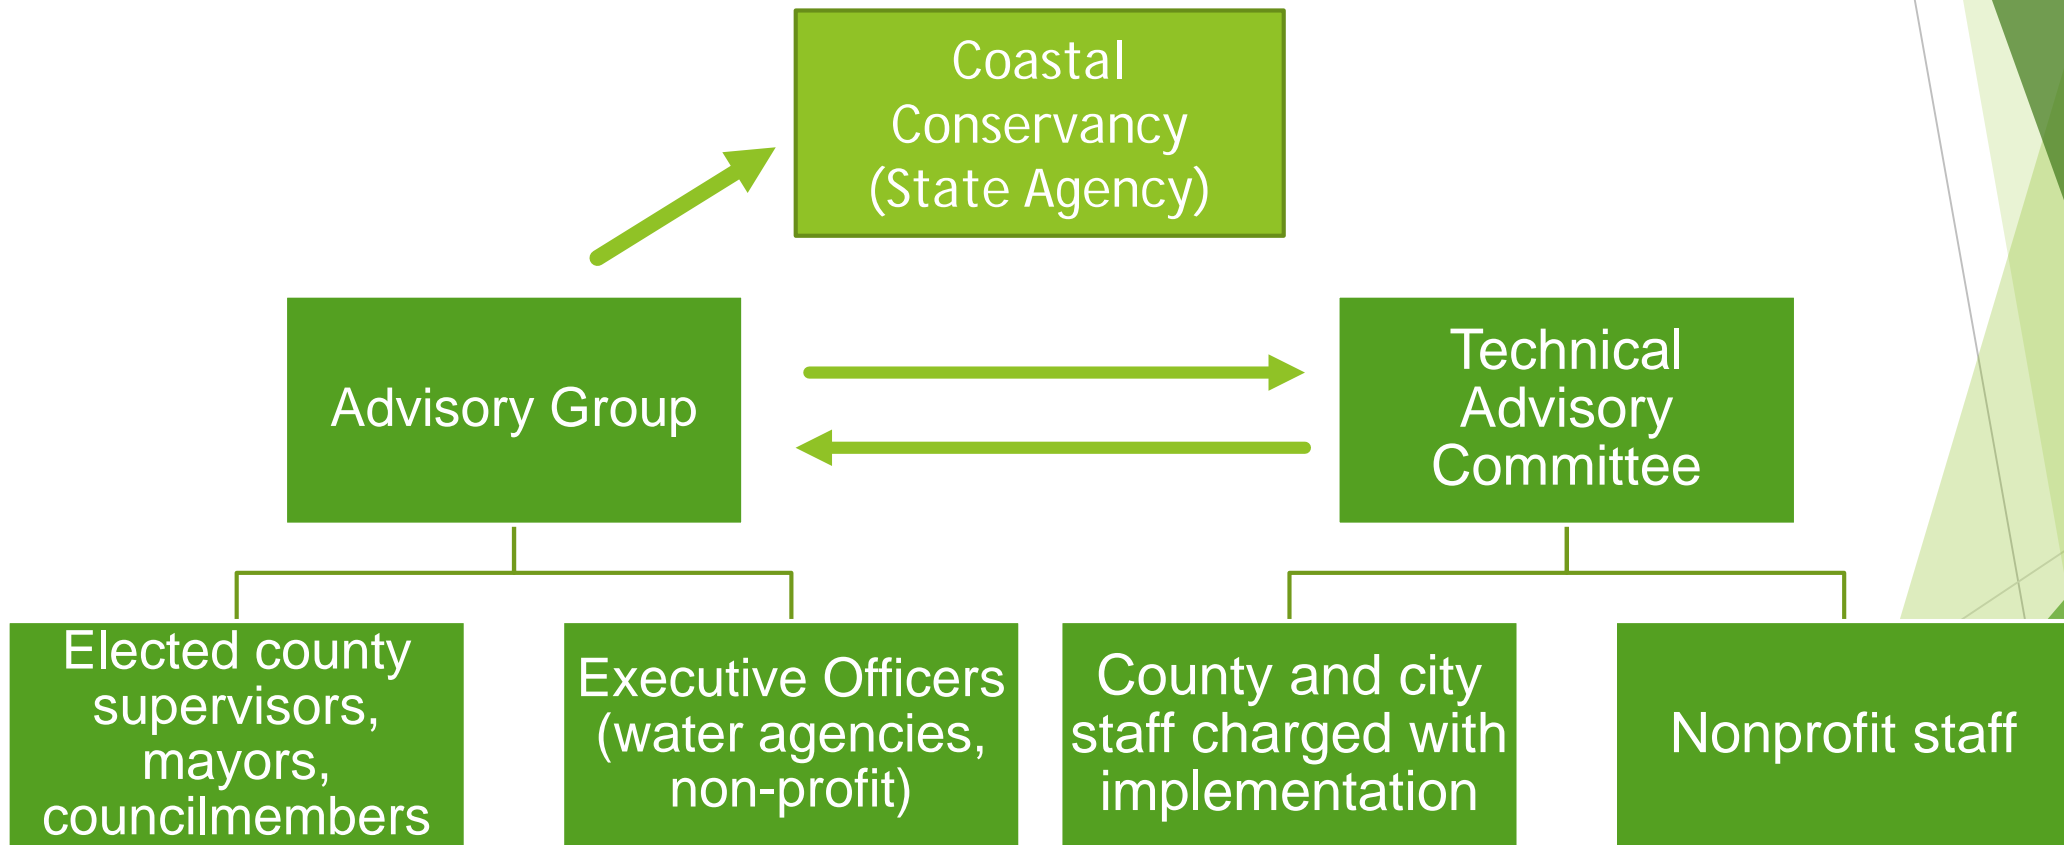 Coastal
Conservancy
(State Agency)
Advisory Group
Technical
Advisory
Committee
Elected county
supervisors,
mayors,
councilmembers
Executive Officers
(water agencies,
non-profit)
County and city
staff charged with
implementation
Nonprofit staff